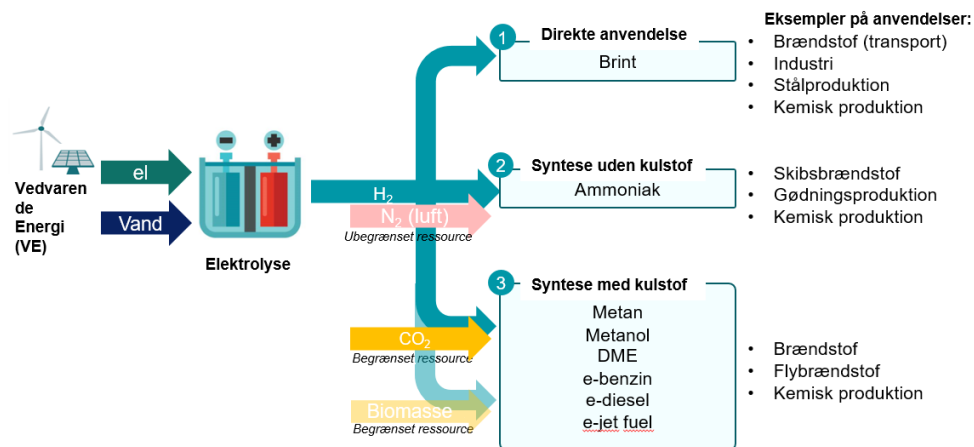 Vedvaren
de
Energi
(VE)
el
Vand
Elektrolyse
H₂
N₂ (luft)
Ubegrænset ressource
CO₂
Begrænset ressource
Biomasse
Begrænset ressource
1
Direkte anvendelse
Brint
2
Syntese uden kulstof
Ammoniak
3
Syntese med kulstof
Metan
Metanol
DME
e-benzin
e-diesel
e-jet fuel
Eksempler på anvendelser:
• Brændstof (transport)
• Industri
• Stålproduktion
• Kemisk produktion
• Skibsbrændstof
• Gødningsproduktion
• Kemisk produktion
• Brændstof
• Flybrændstof
• Kemisk produktion